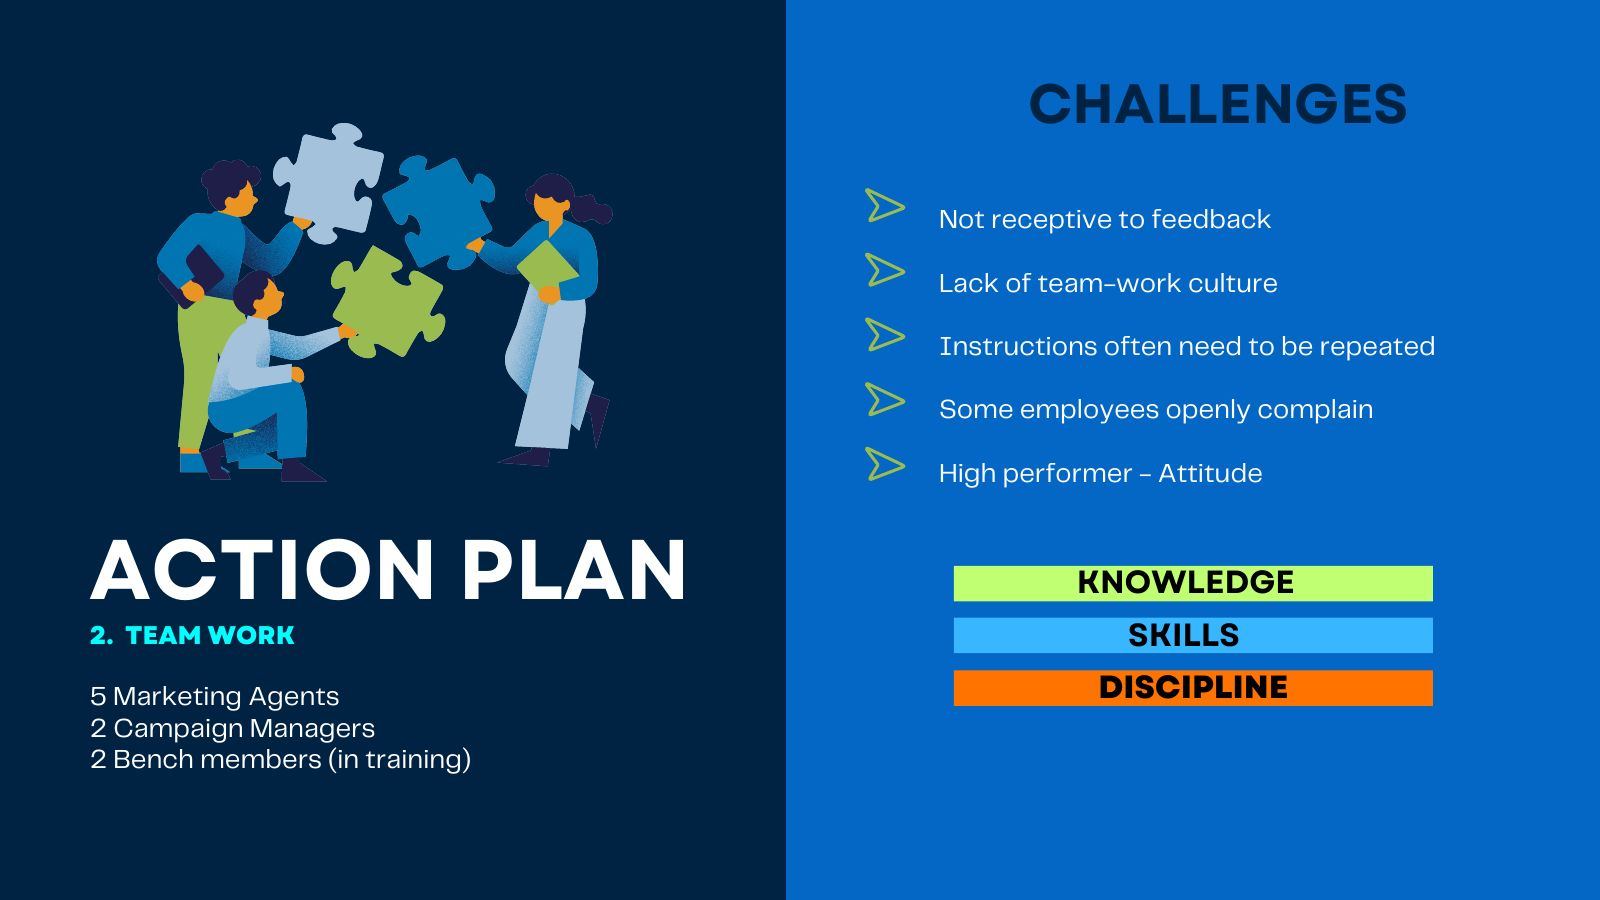 ACTION PLAN
2. TEAM WORK
5 Marketing Agents
2 Campaign Managers
2 Bench members (in training)
CHALLENGES
Not receptive to feedback
Lack of team-work culture
Instructions often need to be repeated
Some employees openly complain
High performer - Attitude
KNOWLEDGE
SKILLS
DISCIPLINE